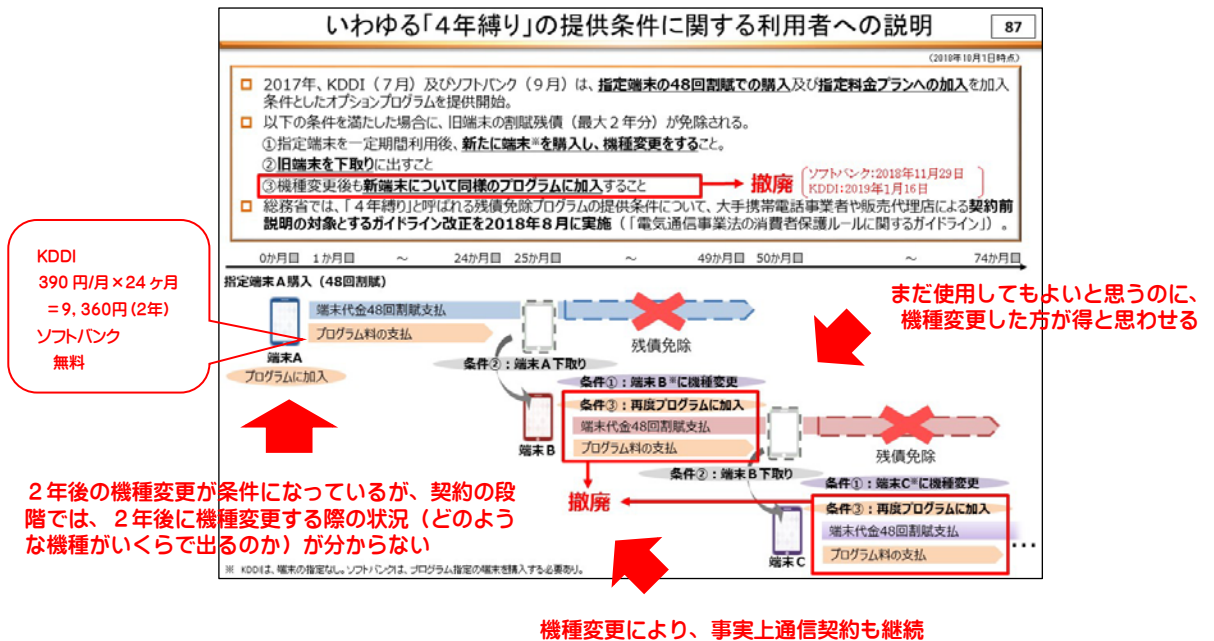 いわゆる「４年縛り」の提供条件に関する利用者への説明
87
（2018年10月1日時点）
2017年、KDDI（７月）及びソフトバンク（９月）は、指定端末の48回割賦での購入及び指定料金プランへの加入を加入
条件としたオプションプログラムを提供開始。
以下の条件を満たした場合に、旧端末の割賦残債（最大２年分）が免除される。
①指定端末を一定期間利用後、新たに端末※を購入し、機種変更をすること。
②旧端末を下取りに出すこと
③機種変更後も新端末について同様のプログラムに加入すること
撤廃
ソフトバンク:2018年11月29日
KDDI:2019年1月16日
総務省では、「４年縛り」と呼ばれる残債免除プログラムの提供条件について、大手携帯電話事業者や販売代理店による契約前
説明の対象とするガイドライン改正を2018年８月に実施（「電気通信事業法の消費者保護ルールに関するガイドライン」）。
KDDI
390 円/月×24 ヶ月
＝9,360円(2年)
ソフトバンク
無料
0か月目 1か月目 ～ 24か月目 25か月目 ～ 49か月目 50か月目 ～ 74か月目
指定端末Ａ購入（48回割賦）
端末代金48回割賦支払
プログラム料の支払
端末A
プログラムに加入
残債免除
条件②：端末Ａ下取り
まだ使用してもよいと思うのに、
機種変更した方が得と思わせる
条件①：端末Ｂ※に機種変更
条件③：再度プログラムに加入
端末代金48回割賦支払
プログラム料の支払
端末Ｂ
残債免除
条件②：端末Ｂ下取り
撤廃
条件①：端末C※に機種変更
条件③：再度プログラムに加入
端末代金48回割賦支払
プログラム料の支払
端末Ｃ
…
２年後の機種変更が条件になっているが、契約の段
階では、２年後に機種変更する際の状況（どのよう
な機種がいくらで出るのか）が分からない
※ KDDIは、端末の指定なし。ソフトバンクは、プログラム指定の端末を購入する必要あり。
機種変更により、事実上通信契約も継続